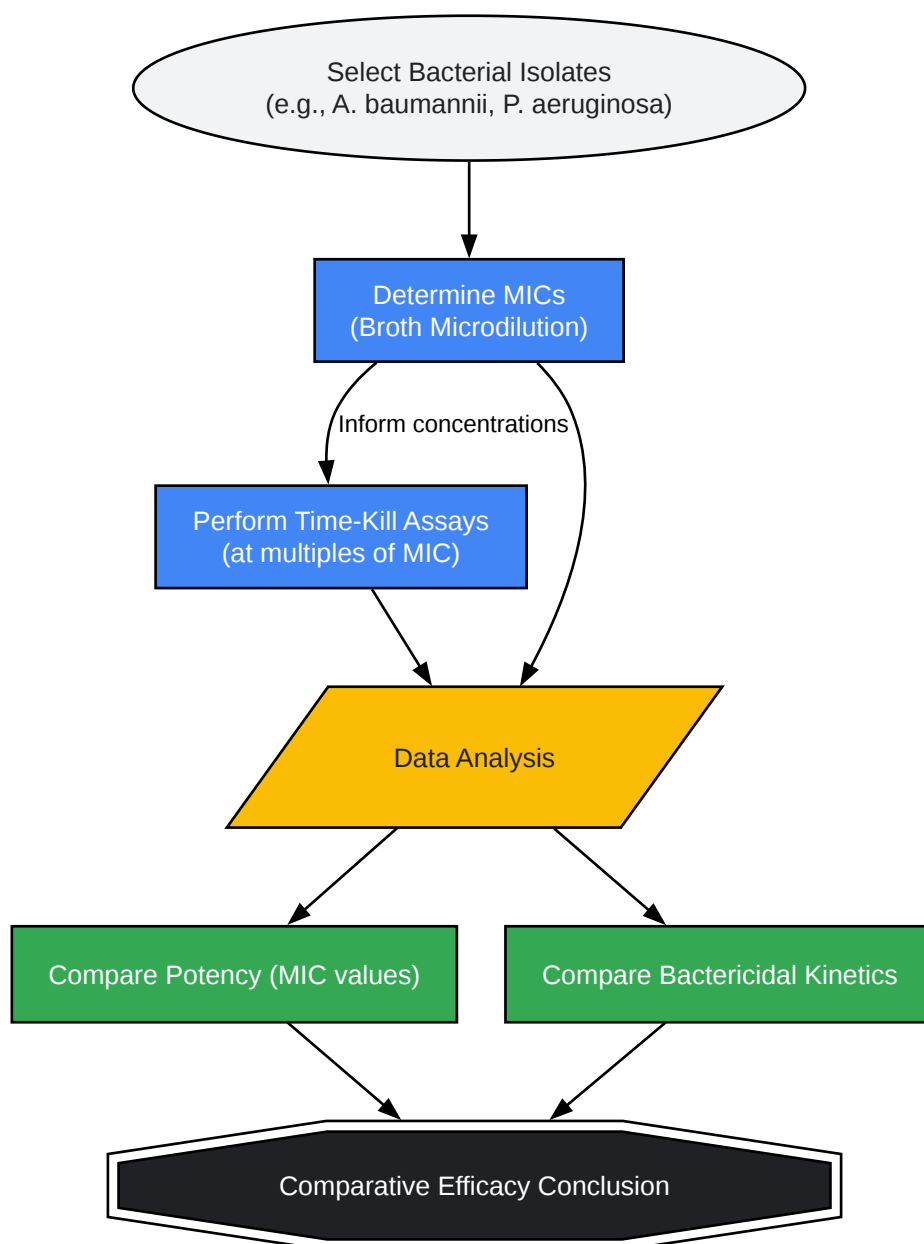 Select Bacterial Isolates
(e.g., A. baumannii, P. aeruginosa)
Determine MICs
(Broth Microdilution)
Inform concentrations
Perform Time-Kill Assays
(at multiples of MIC)
Data Analysis
Compare Potency (MIC values)
Compare Bactericidal Kinetics
Comparative Efficacy Conclusion